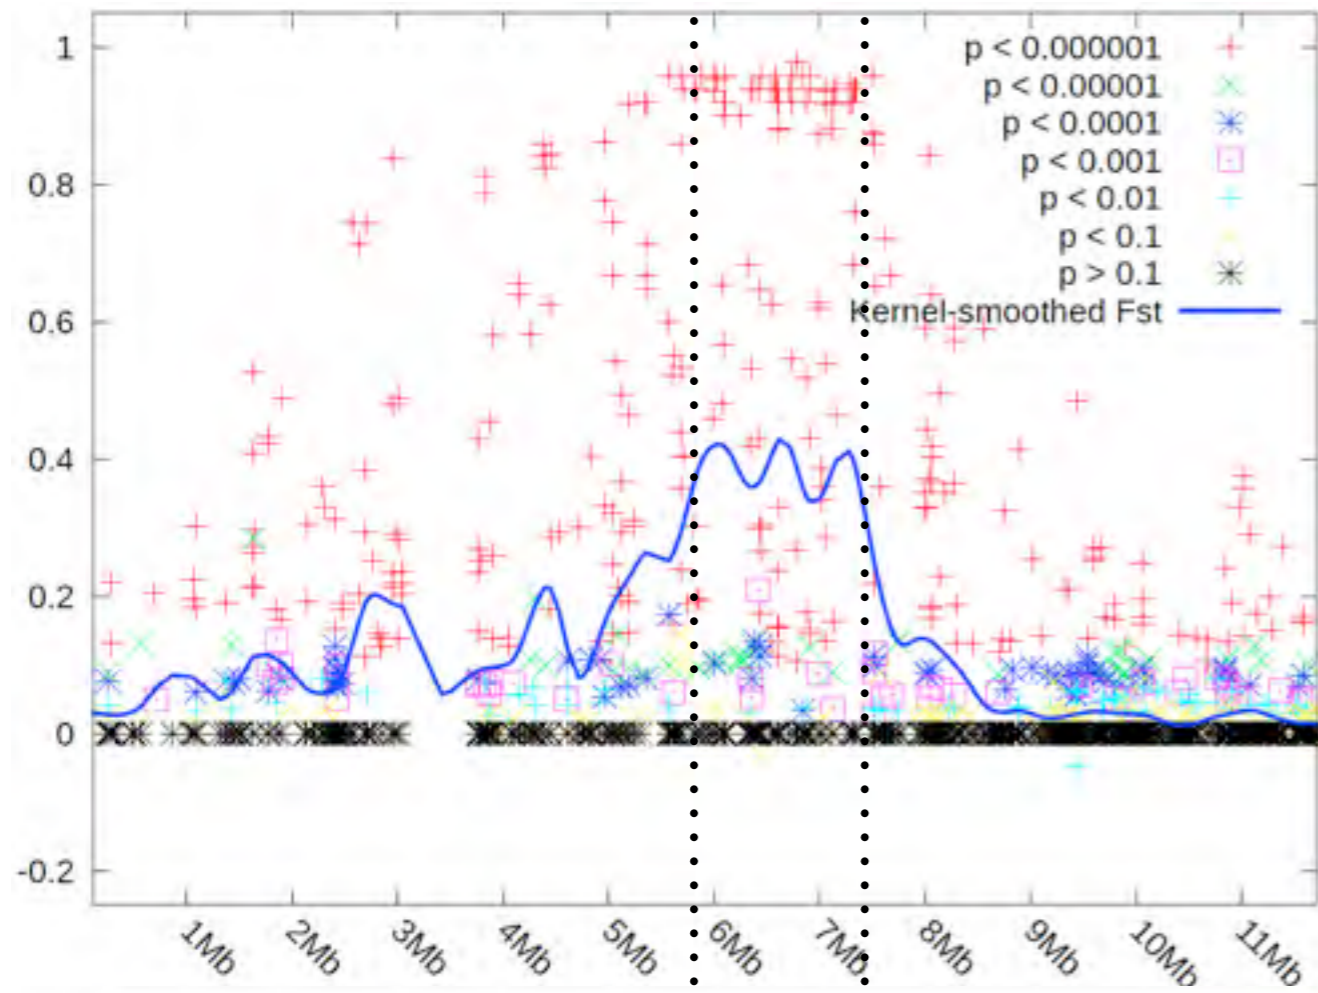 1
0.8
0.6
0.4
0.2
0
-0.2
p < 0.000001
p < 0.00001
p < 0.0001
p < 0.001
p < 0.01
p < 0.1
p > 0.1
Kernel-smoothed Fst
1Mb
2Mb
3Mb
4Mb
5Mb
6Mb
7Mb
8Mb
9Mb
10Mb
11Mb